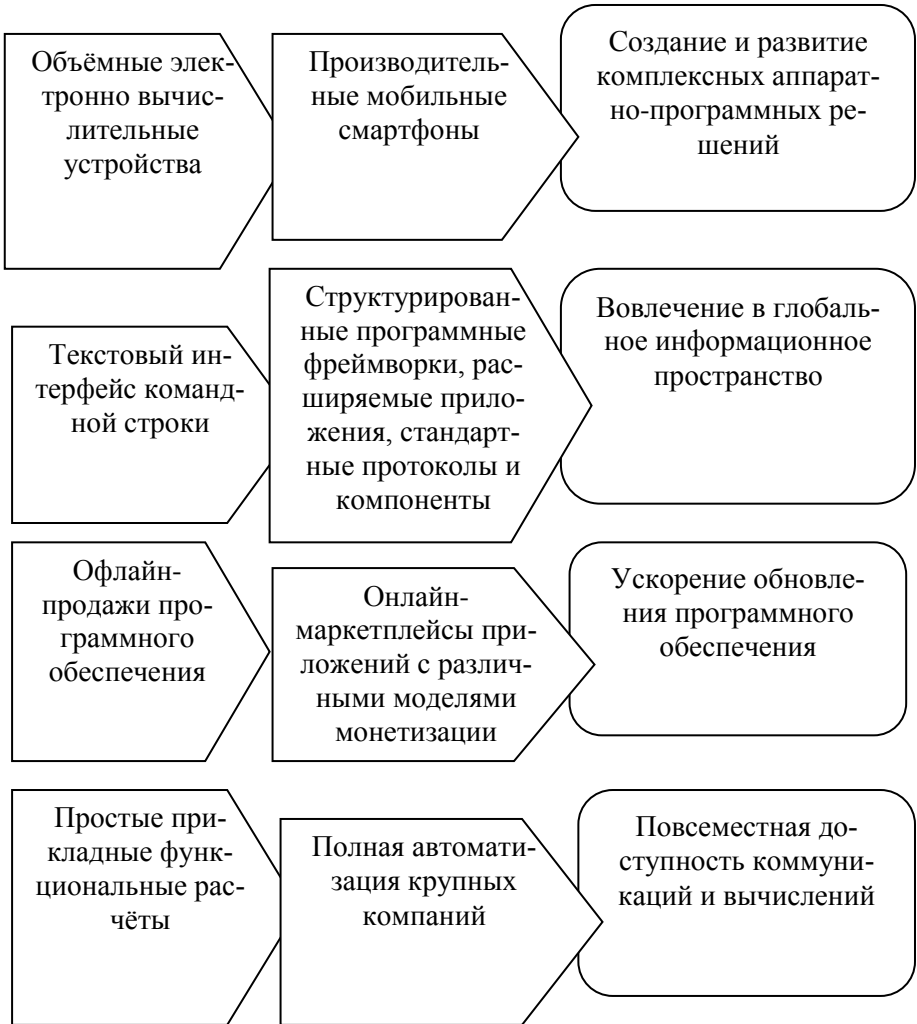 Объёмные элек-
тронно вычис-
лительные
устройства
Производитель-
ные мобильные
смартфоны
Создание и развитие
комплексных аппарат-
но-программных ре-
шений
Текстовый ин-
терфейс команд-
ной строки
Структурирован-
ные программные
фреймворки, рас-
ширяемые прило-
жения, стандарт-
ные протоколы и
компоненты
Вовлечение в глобаль-
ное информационное
пространство
Офлайн-
продажи про-
граммного
обеспечения
Онлайн-
маркетплейсы при-
ложений с различ-
ными моделями
монетизации
Ускорение обновле-
ния программного
обеспечения
Простые при-
кладные функ-
циональные рас-
чёты
Полная автомати-
зация крупных
компаний
Повсеместная до-
ступность коммуни-
каций и вычислений